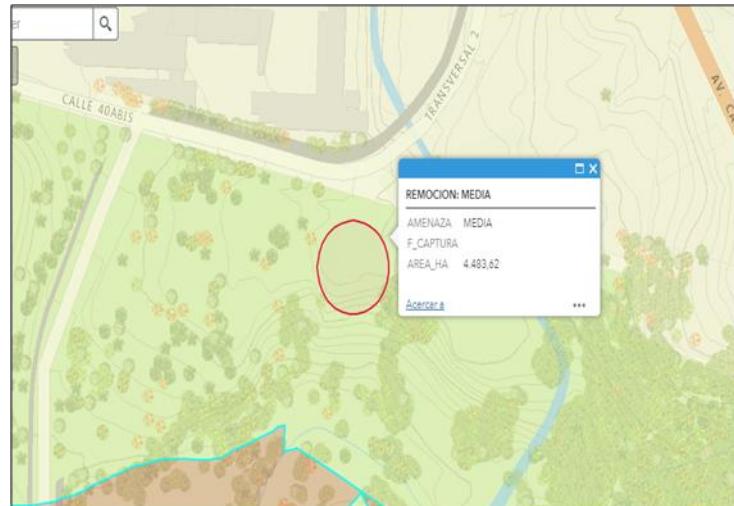 CALLE 40ABIS
TRANSVERSAL 2
AV. CA
REMOCION: MEDIA
AMENAZA MEDIA
F_CAPTURA
AREA_HA 4.483,62
Acercar a